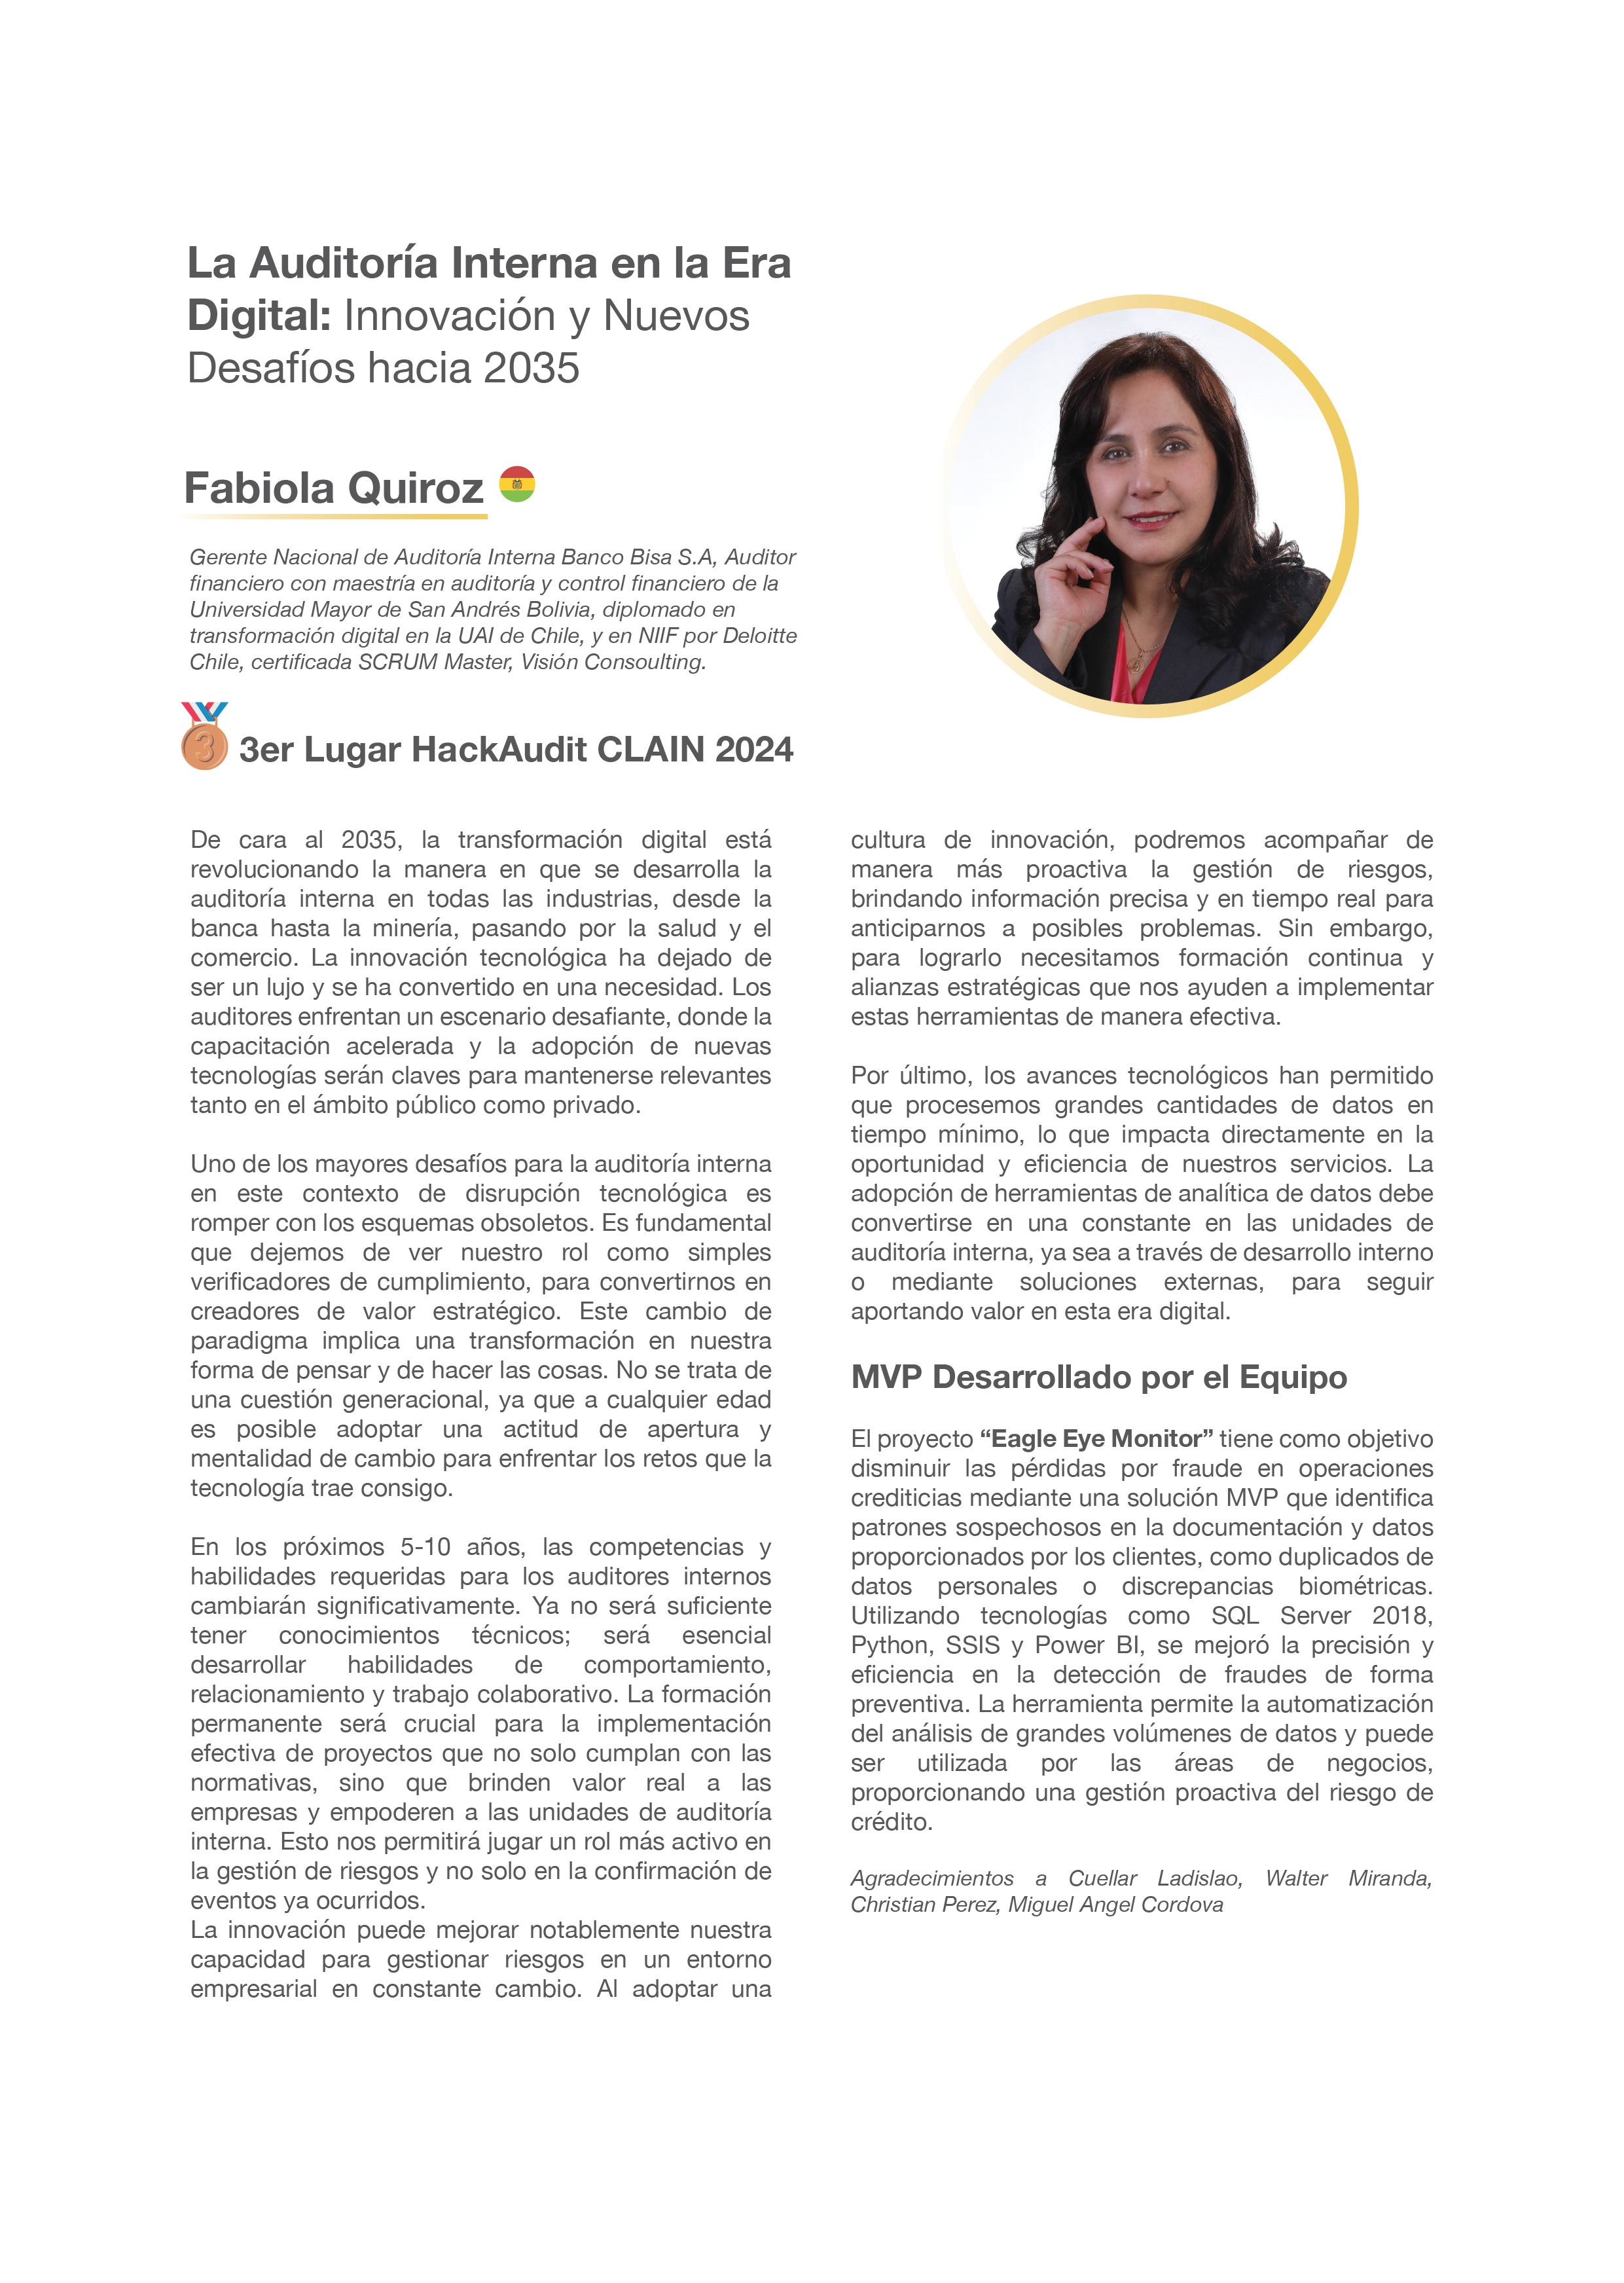 La Auditoría Interna en la Era
Digital: Innovación y Nuevos
Desafíos hacia 2035
Fabiola Quiroz
Gerente Nacional de Auditoría Interna Banco Bisa S.A, Auditor
financiero con maestría en auditoría y control financiero de la
Universidad Mayor de San Andrés Bolivia, diplomado en
transformación digital en la UAI de Chile, y en NIIF por Deloitte
Chile, certificada SCRUM Master, Visión Consoulting.
3
3er Lugar HackAudit CLAIN 2024
De cara al 2035, la transformación digital está
revolucionando la manera en que se desarrolla la
auditoría interna en todas las industrias, desde la
banca hasta la minería, pasando por la salud y el
comercio. La innovación tecnológica ha dejado de
ser un lujo y se ha convertido en una necesidad. Los
auditores enfrentan un escenario desafiante, donde la
capacitación acelerada y la adopción de nuevas
tecnologías serán claves para mantenerse relevantes
tanto en el ámbito público como privado.
Uno de los mayores desafíos para la auditoría interna
en este contexto de disrupción tecnológica es
romper con los esquemas obsoletos. Es fundamental
que dejemos de ver nuestro rol como simples
verificadores de cumplimiento, para convertirnos en
creadores de valor estratégico. Este cambio de
paradigma implica una transformación en nuestra
forma de pensar y de hacer las cosas. No se trata de
una cuestión generacional, ya que a cualquier edad
es posible adoptar una actitud de apertura y
mentalidad de cambio para enfrentar los retos que la
tecnología trae consigo.
En los próximos 5-10 años, las competencias y
habilidades requeridas para los auditores internos
cambiarán significativamente. Ya no será suficiente
tener conocimientos técnicos; será esencial
desarrollar habilidades de comportamiento,
relacionamiento y trabajo colaborativo. La formación
permanente será crucial para la implementación
efectiva de proyectos que no solo cumplan con las
normativas, sino que brinden valor real a las
empresas y empoderen a las unidades de auditoría
interna. Esto nos permitirá jugar un rol más activo en
la gestión de riesgos y no solo en la confirmación de
eventos ya ocurridos.
La innovación puede mejorar notablemente nuestra
capacidad para gestionar riesgos en un entorno
empresarial en constante cambio. Al adoptar una
cultura de innovación, podremos acompañar de
manera más proactiva la gestión de riesgos,
brindando información precisa y en tiempo real para
anticiparnos a posibles problemas. Sin embargo,
para lograrlo necesitamos formación continua y
alianzas estratégicas que nos ayuden a implementar
estas herramientas de manera efectiva.
Por último, los avances tecnológicos han permitido
que procesemos grandes cantidades de datos en
tiempo mínimo, lo que impacta directamente en la
oportunidad y eficiencia de nuestros servicios. La
adopción de herramientas de analítica de datos debe
convertirse en una constante en las unidades de
auditoría interna, ya sea a través de desarrollo interno
o mediante soluciones externas, para seguir
aportando valor en esta era digital.
MVP Desarrollado por el Equipo
El proyecto “Eagle Eye Monitor” tiene como objetivo
disminuir las pérdidas por fraude en operaciones
crediticias mediante una solución MVP que identifica
patrones sospechosos en la documentación y datos
proporcionados por los clientes, como duplicados de
datos personales o discrepancias biométricas.
Utilizando tecnologías como SQL Server 2018,
Python, SSIS y Power BI, se mejoró la precisión y
eficiencia en la detección de fraudes de forma
preventiva. La herramienta permite la automatización
del análisis de grandes volúmenes de datos y puede
ser utilizada por las áreas de negocios,
proporcionando una gestión proactiva del riesgo de
crédito.
Agradecimientos a Cuellar Ladislao, Walter Miranda,
Christian Perez, Miguel Angel Cordova